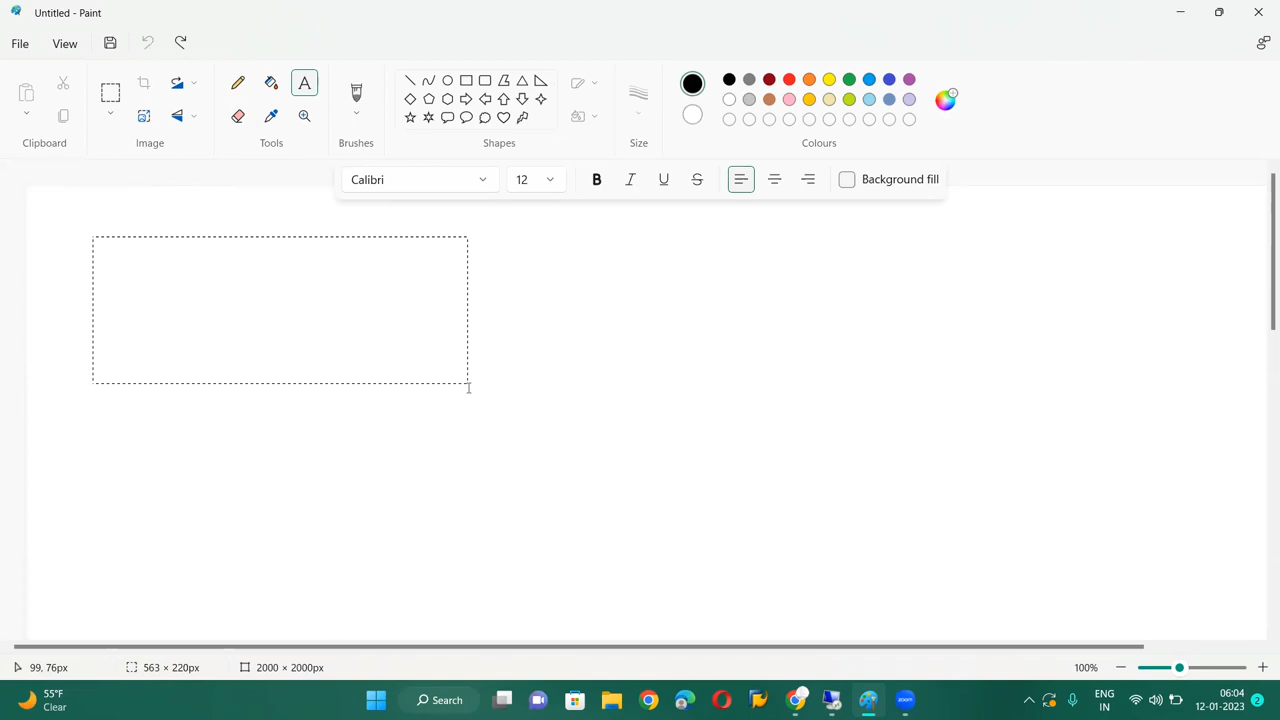 Untitled - Paint
File View
Clipboard Image Tools Brushes Shapes Size Colours
Calibri 12 B I U S Background fill
99, 76px 563 × 220px 2000 × 2000px 100%
55°F
Clear
Search
zoom
ENG
IN
06:04
12-01-2023
2